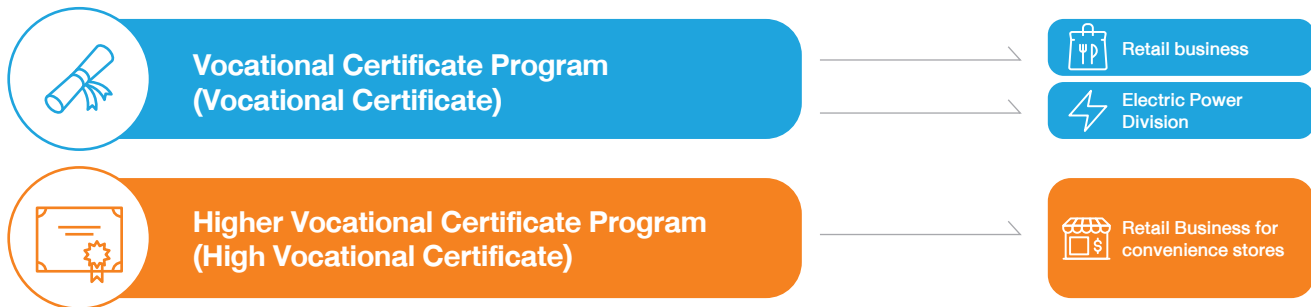 Vocational Certificate Program
(Vocational Certificate)
Retail business
Electric Power
Division
Higher Vocational Certificate Program
(High Vocational Certificate)
$
Retail Business for
convenience stores